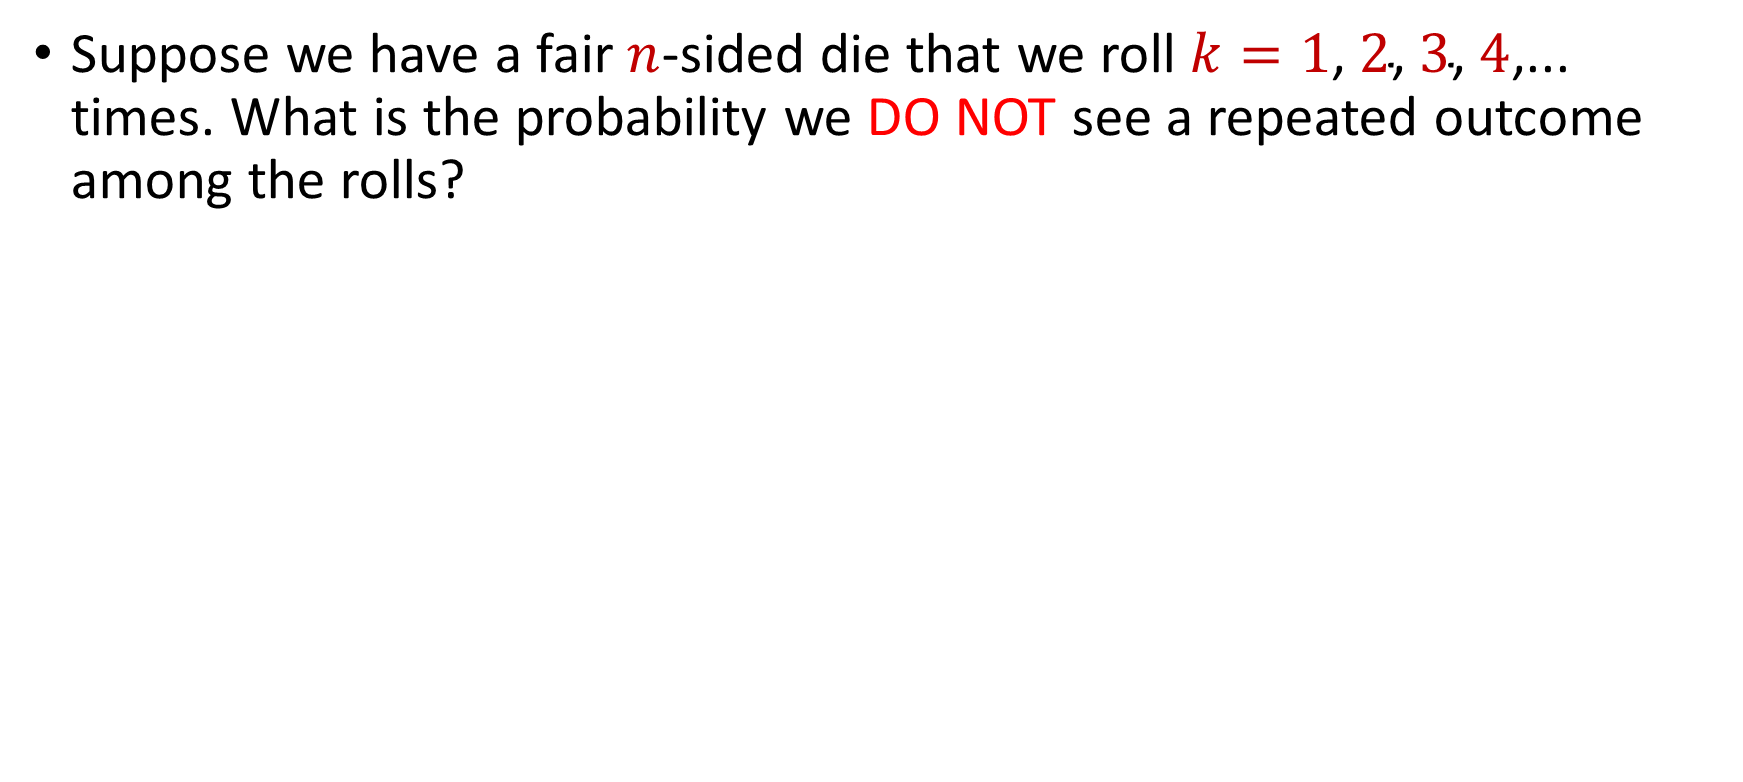 • Suppose we have a fair n-sided die that we roll k = 1, 2,, 3,, 4,…
times. What is the probability we DO NOT see a repeated outcome
among the rolls?